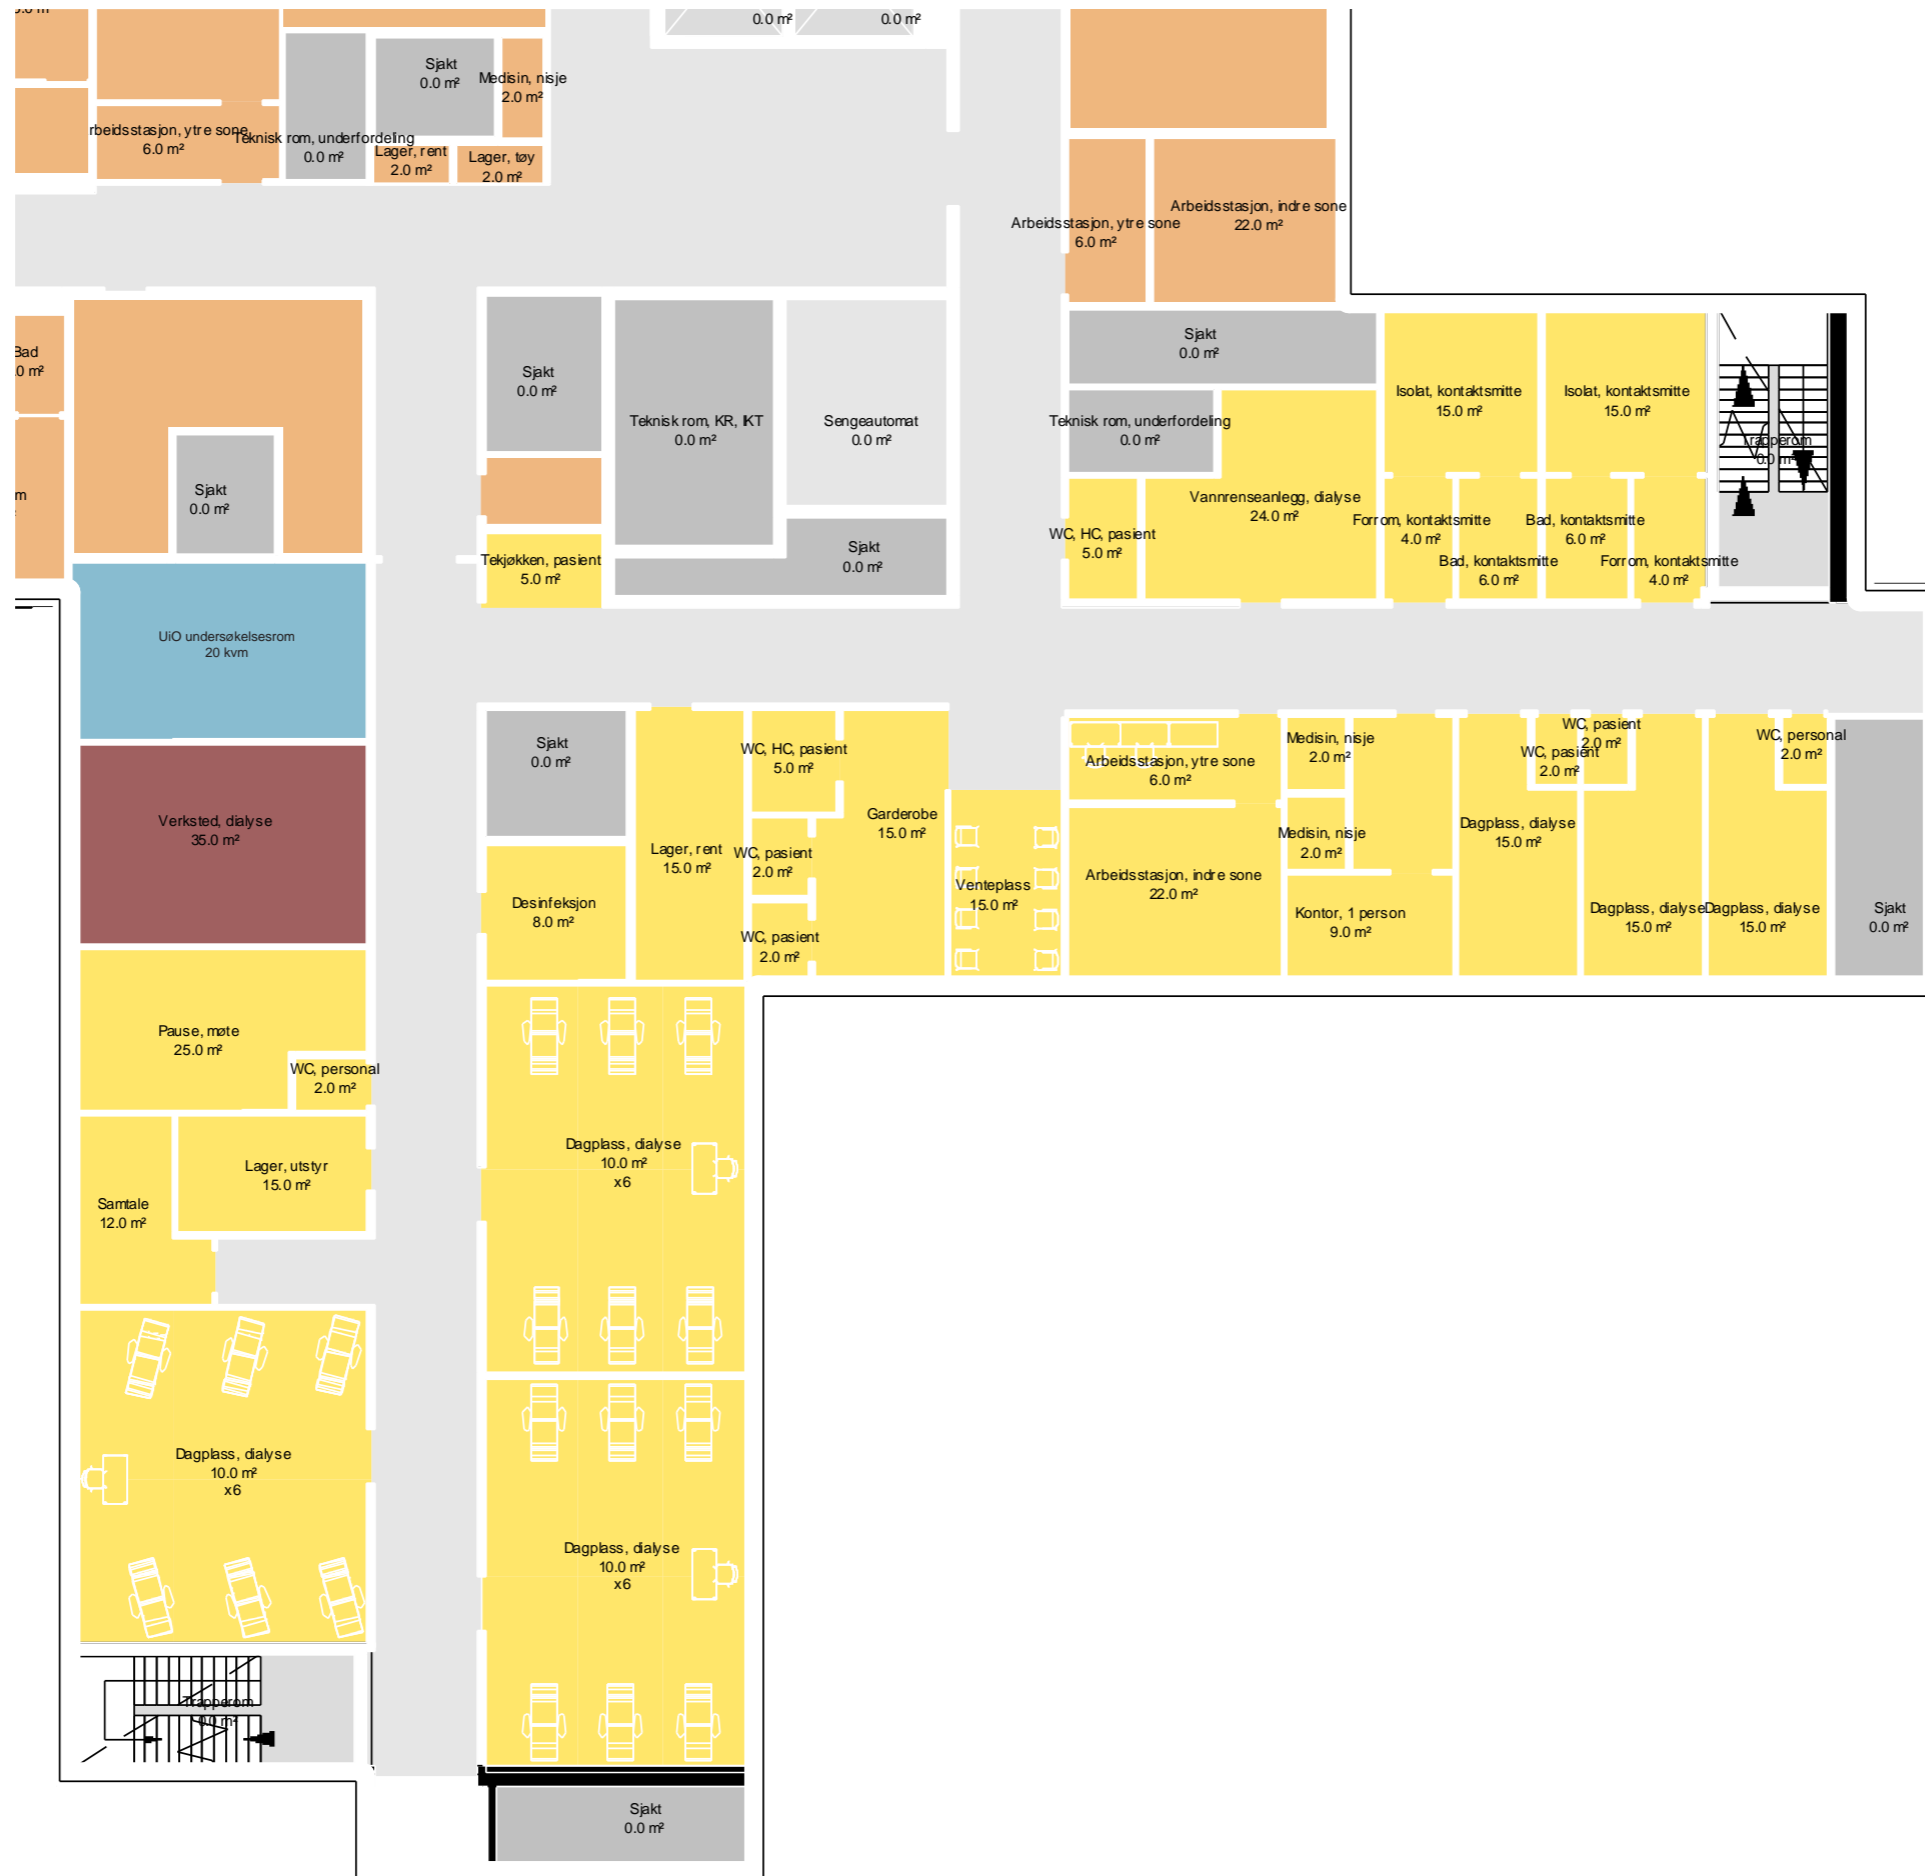 0.0 m²
0.0 m²
Sjakt
0.0 m²
Medisin, nisje
2.0 m²
rbeidsstasjon, ytre sone
6.0 m²
Teknisk rom, underfordeling
0.0 m²
Lager, rent
2.0 m²
Lager, tøy
2.0 m²
Arbeidsstasjon, ytre sone
6.0 m²
Arbeidsstasjon, indre sone
22.0 m²
Bad
.0 m²
Sjakt
0.0 m²
Sjakt
0.0 m²
Teknisk rom, KR, IKT
0.0 m²
Sengeautomat
0.0 m²
Sjakt
0.0 m²
Teknisk rom, underfordeling
0.0 m²
Isolat, kontaktsmitte
15.0 m²
Isolat, kontaktsmitte
15.0 m²
Trapperom
0.0 m²
m
Sjakt
0.0 m²
Tekjøkken, pasient
5.0 m²
Sjakt
0.0 m²
WC, HC, pasient
5.0 m²
Vannrenseanlegg, dialyse
24.0 m²
Forrom, kontaktsmitte
4.0 m²
Bad, kontaktsmitte
6.0 m²
Bad, kontaktsmitte
6.0 m²
Forrom, kontaktsmitte
4.0 m²
UiO undersøkelsesrom
20 kvm
Sjakt
0.0 m²
WC, HC, pasient
5.0 m²
Arbeidsstasjon, ytre sone
6.0 m²
Medisin, nisje
2.0 m²
WC, pasient
2.0 m²
WC, pasient
2.0 m²
WC, personal
2.0 m²
Verksted, dialyse
35.0 m²
Lager, rent
15.0 m²
WC, pasient
2.0 m²
Garderobe
15.0 m²
Medisin, nisje
2.0 m²
Dagplass, dialyse
15.0 m²
Desinfeksjon
8.0 m²
WC, pasient
2.0 m²
Venteplass
15.0 m²
Arbeidsstasjon, indre sone
22.0 m²
Kontor, 1 person
9.0 m²
Dagplass, dialyse
15.0 m²
Dagplass, dialyse
15.0 m²
Sjakt
0.0 m²
Pause, møte
25.0 m²
WC, personal
2.0 m²
Lager, utstyr
15.0 m²
Samtale
12.0 m²
Dagplass, dialyse
10.0 m²
x6
Dagplass, dialyse
10.0 m²
x6
Dagplass, dialyse
10.0 m²
x6
Trapperom
0.0 m²
Sjakt
0.0 m²